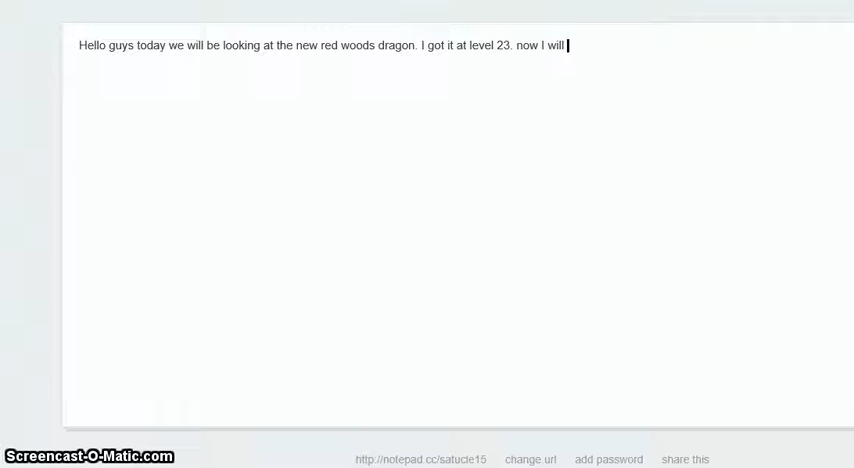 Hello guys today we will be looking at the new red woods dragon. I got it at level 23. now I will
Screencast-O-Matic.com
http://notepad.cc/satucle15 change url add password share this